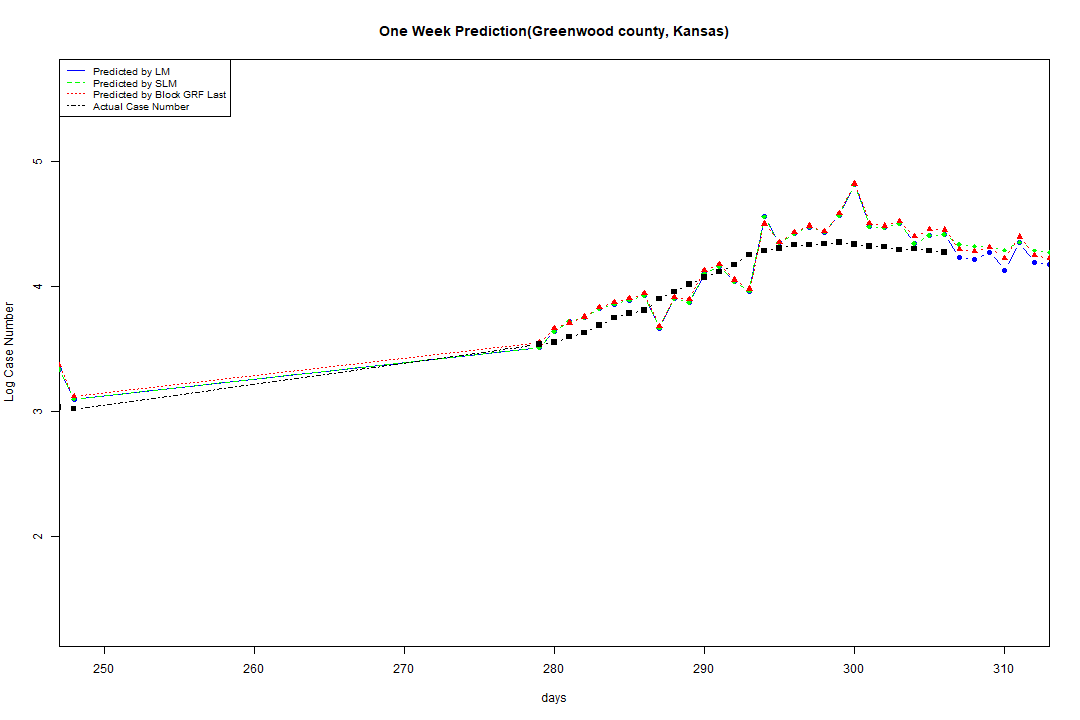 One Week Prediction(Greenwood county, Kansas)
Predicted by LM
Predicted by SLM
Predicted by Block GRF Last
Actual Case Number
5
4
3
2
Log Case Number
250 260 270 280 290 300 310
days